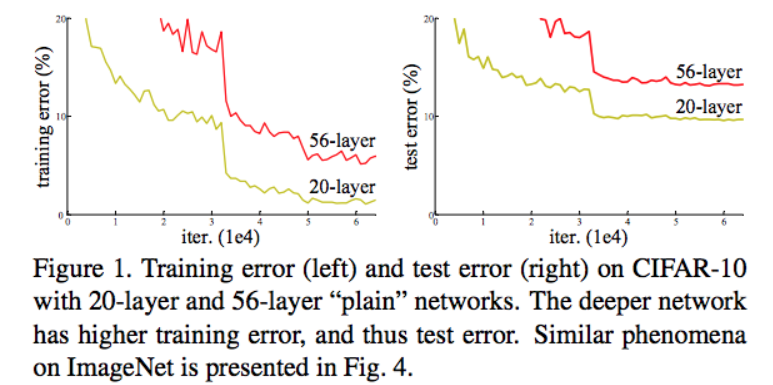 20
10
0
training error (%)
56-layer
20-layer
0 1 2 3 4 5 6
iter. (1e4)
20
10
0
test error (%)
56-layer
20-layer
0 1 2 3 4 5 6
iter. (1e4)
Figure 1. Training error (left) and test error (right) on CIFAR-10
with 20-layer and 56-layer “plain” networks. The deeper network
has higher training error, and thus test error. Similar phenomena
on ImageNet is presented in Fig. 4.